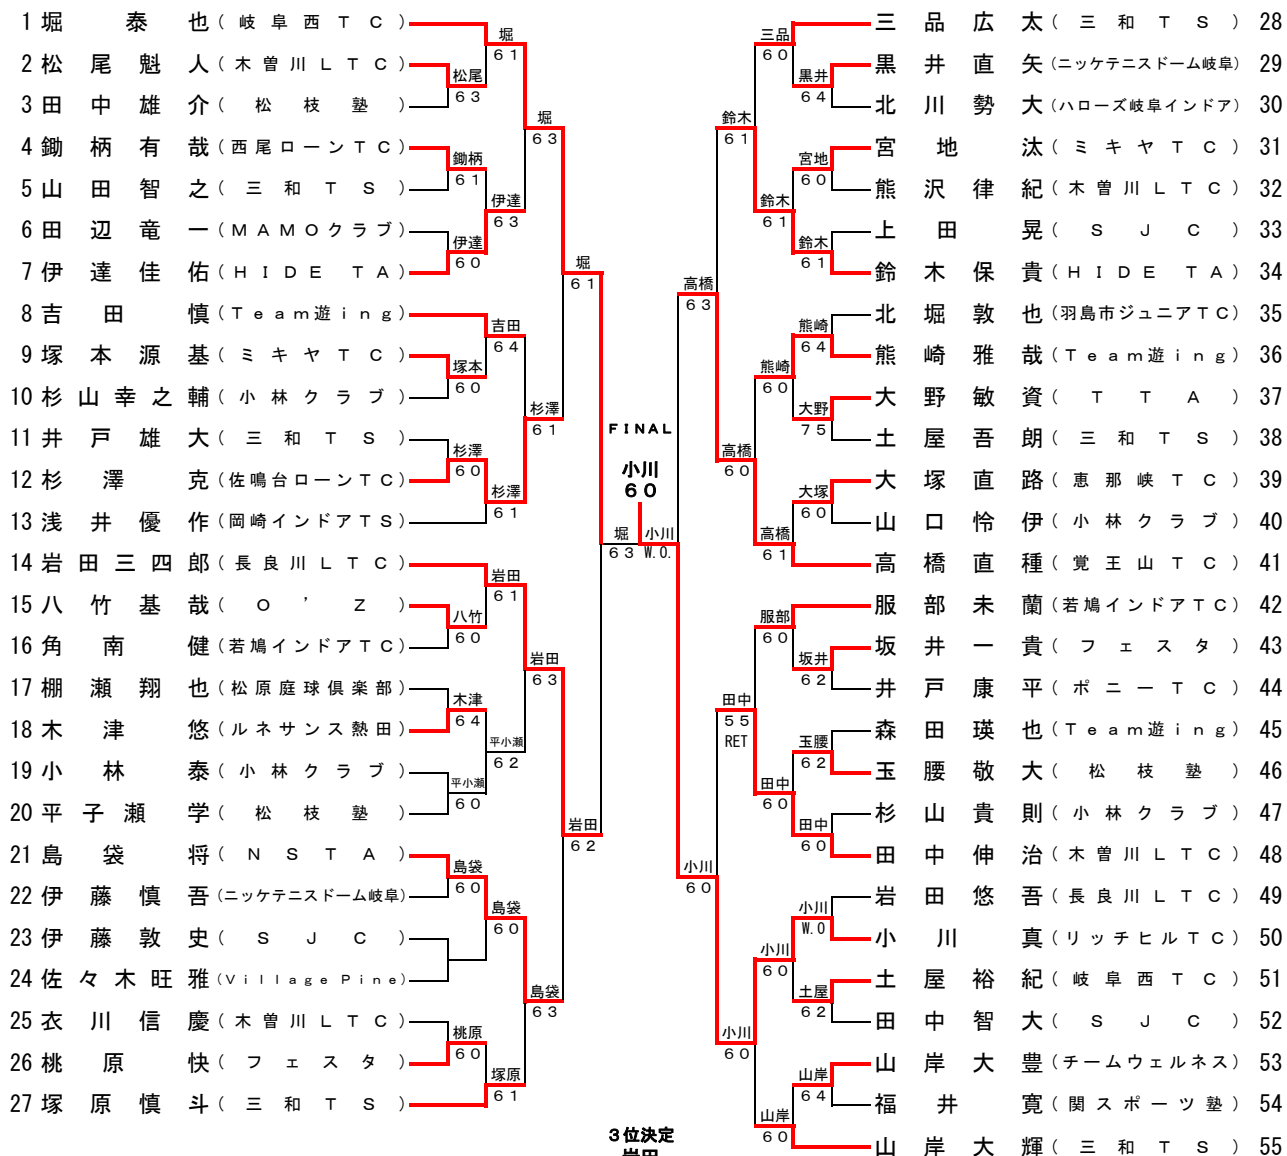 1 堀 泰 也 (岐阜西TC)
2 松尾魁人 (木曽川LTC)
3 田中雄介 (松枝塾)
4 鋤柄有哉 (西尾ローンTC)
5 山田智之 (三和TS)
6 田辺竜一 (MAMOクラブ)
7 伊達佳佑 (HIDE TA)
8 吉田 慎 (Team遊ing)
9 塚本源基 (ミキヤTC)
10 杉山幸之輔 (小林クラブ)
11 井戸雄大 (三和TS)
12 杉澤 克 (佐鳴台ローンTC)
13 浅井優作 (岡崎インドアTS)
14 岩田三四郎 (長良川LTC)
15 八竹基哉 (O'Z)
16 角南 健 (若鳩インドアTC)
17 棚瀬翔也 (松原庭球倶楽部)
18 木津 悠 (ルネサンス熱田)
19 小林 泰 (小林クラブ)
20 平子瀬 学 (松枝塾)
21 島袋 将 (NSTA)
22 伊藤慎吾 (ニッケテニスドーム岐阜)
23 伊藤敦史 (SJC)
24 佐々木旺雅 (Village Pine)
25 衣川信慶 (木曽川LTC)
26 桃原 快 (フェスタ)
27 塚原慎斗 (三和TS)
松尾
63
鋤柄
61
伊達
60
塚本
60
杉澤
60
八竹
60
木津
64
平小瀬
60
島袋
60
桃原
60
堀
61
伊達
63
吉田
64
杉澤
61
岩田
61
平小瀬
62
島袋
60
塚原
61
堀
63
杉澤
61
岩田
63
島袋
63
堀
61
岩田
62
堀
63
FINAL
小川
60
小川
W.O.
3位決定
岩田
高橋
63
小川
60
鈴木
61
高橋
60
田中
55
RET
小川
60
三品
60
鈴木
61
熊崎
60
高橋
61
服部
60
田中
60
小川
60
山岸
60
黒井
64
宮地
60
鈴木
61
熊崎
64
大野
75
大塚
60
坂井
62
玉腰
62
田中
60
小川
W.O
土屋
62
山岸
64
三品広太 (三和TS) 28
黒井直矢 (ニッケテニスドーム岐阜) 29
北川勢大 (ハローズ岐阜インドア) 30
宮地 汰 (ミキヤTC) 31
熊沢律紀 (木曽川LTC) 32
上田 晃 (SJC) 33
鈴木保貴 (HIDE TA) 34
北堀敦也 (羽島市ジュニアTC) 35
熊崎雅哉 (Team遊ing) 36
大野敏資 (TTA) 37
土屋吾朗 (三和TS) 38
大塚直路 (恵那峡TC) 39
山口怜伊 (小林クラブ) 40
高橋直種 (覚王山TC) 41
服部未蘭 (若鳩インドアTC) 42
坂井一貴 (フェスタ) 43
井戸康平 (ポニーTC) 44
森田瑛也 (Team遊ing) 45
玉腰敬大 (松枝塾) 46
杉山貴則 (小林クラブ) 47
田中伸治 (木曽川LTC) 48
岩田悠吾 (長良川LTC) 49
小川 真 (リッチヒルTC) 50
土屋裕紀 (岐阜西TC) 51
田中智大 (SJC) 52
山岸大豊 (チームウェルネス) 53
福井 寛 (関スポーツ塾) 54
山岸大輝 (三和TS) 55